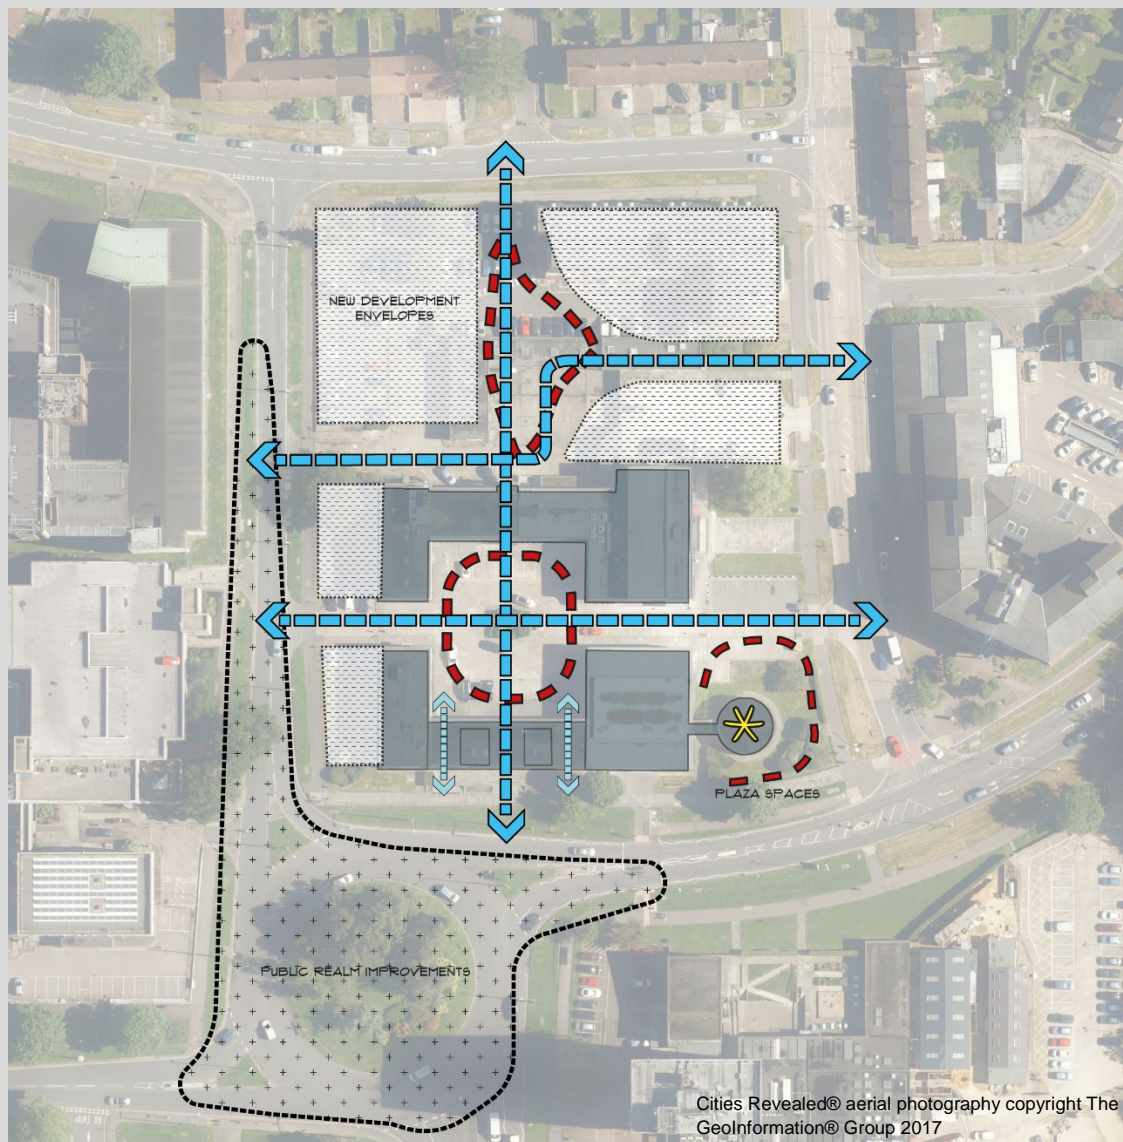 NEW DEVELOPMENT
ENVELOPES
PLAZA SPACES
PUBLIC REALM IMPROVEMENTS
Cities Revealed® aerial photography copyright The
GeoInformation® Group 2017